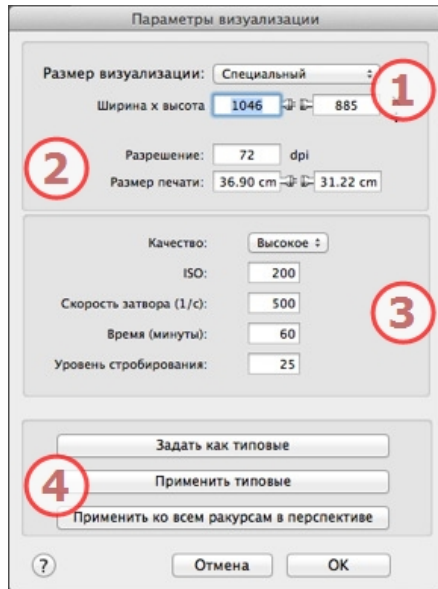 Параметры визуализации
Размер визуализации: Специальный
1
Ширина x высота 1046 885
2
Разрешение: 72 dpi
Размер печати: 36.90 cm 31.22 cm
Качество: Высокое
ISO: 200
Скорость затвора (1/с): 500
3
Время (минуты): 60
Уровень стробирования: 25
Задать как типовые
4
Применить типовые
Применить ко всем ракурсам в перспективе
? Отмена OK